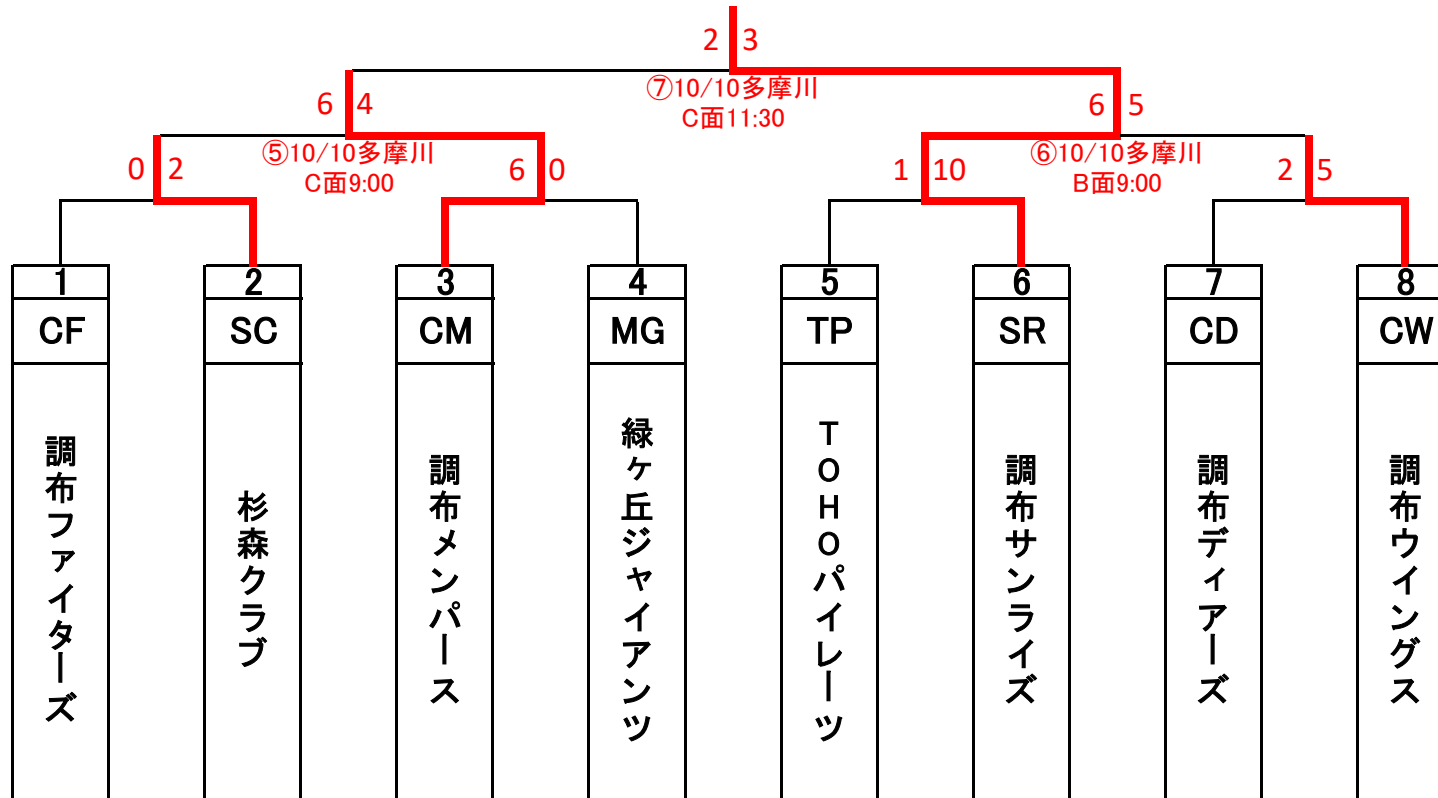 2 3
⑦10/10多摩川
C面11:30
6 4
6 5
⑤10/10多摩川
C面9:00
⑥10/10多摩川
B面9:00
0 2
6 0
1 10
2 5
1 2 3 4 5 6 7 8
CF SC CM MG TP SR CD CW
調布ファイターズ
杉森クラブ
調布メンパース
緑ヶ丘ジャイアンツ
TOHOパイレーツ
調布サンライズ
調布ディアーズ
調布ウイングス